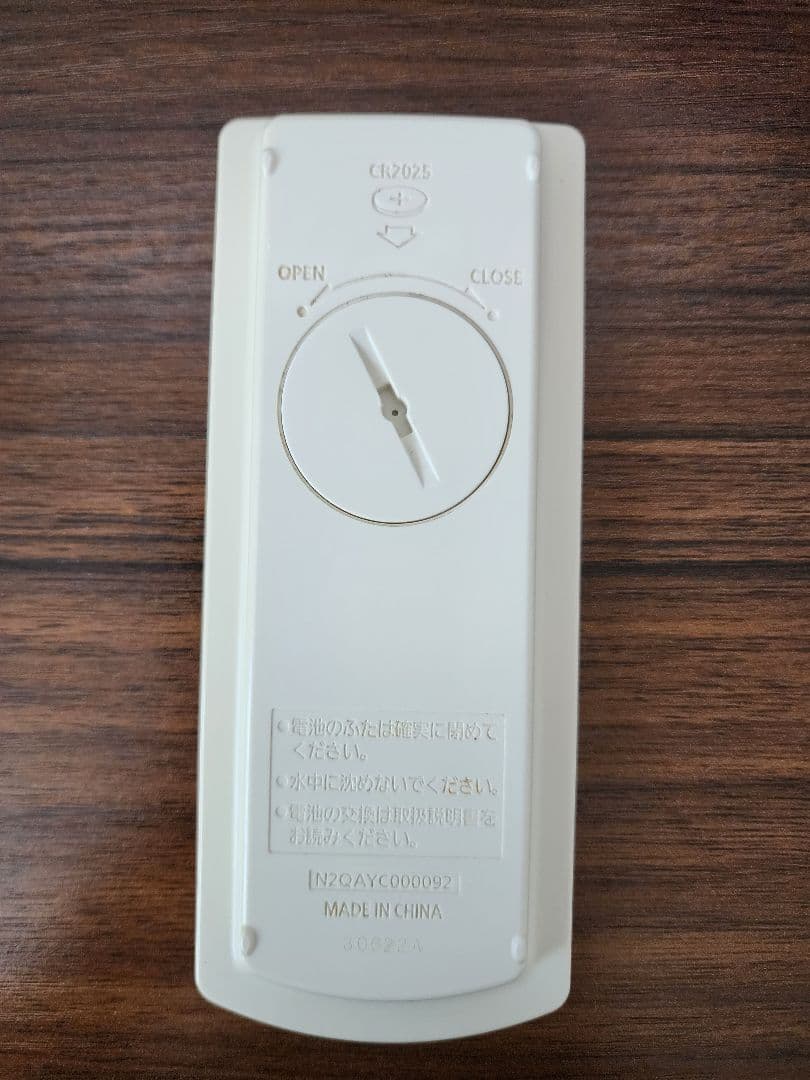 CR2025
+
OPEN CLOSE
・電池のふたは確実に閉めて
ください。
・水中に沈めないでください。
・電池の交換は取扱説明書を
お読みください。
N2QAYC000092
MADE IN CHINA
30622A